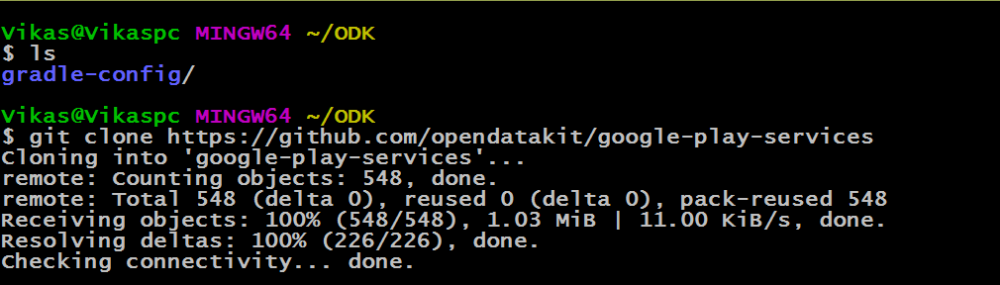 Vikas@Vikaspc MINGW64 ~/ODK
$ ls
gradle-config/
Vikas@Vikaspc MINGW64 ~/ODK
$ git clone https://github.com/opendatakit/google-play-services
Cloning into 'google-play-services'...
remote: Counting objects: 548, done.
remote: Total 548 (delta 0), reused 0 (delta 0), pack-reused 548
Receiving objects: 100% (548/548), 1.03 MiB | 11.00 KiB/s, done.
Resolving deltas: 100% (226/226), done.
Checking connectivity... done.